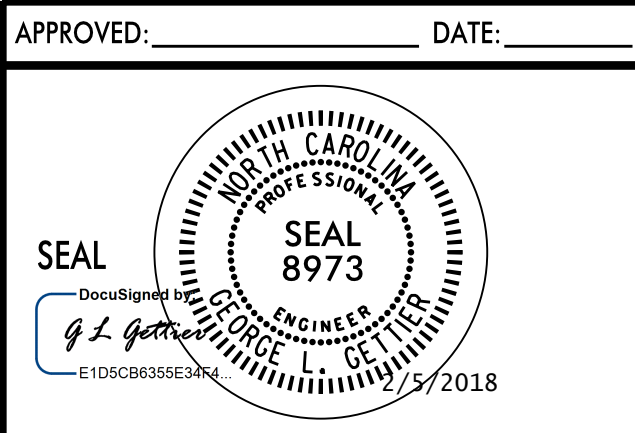 APPROVED: DATE:
NORTH CAROLINA
PROFESSIONAL
SEAL
8973
ENGINEER
GEORGE L. GETTIER
SEAL
DocuSigned by:
G L Gettier
E1D5CB6355E34F4...
2/5/2018